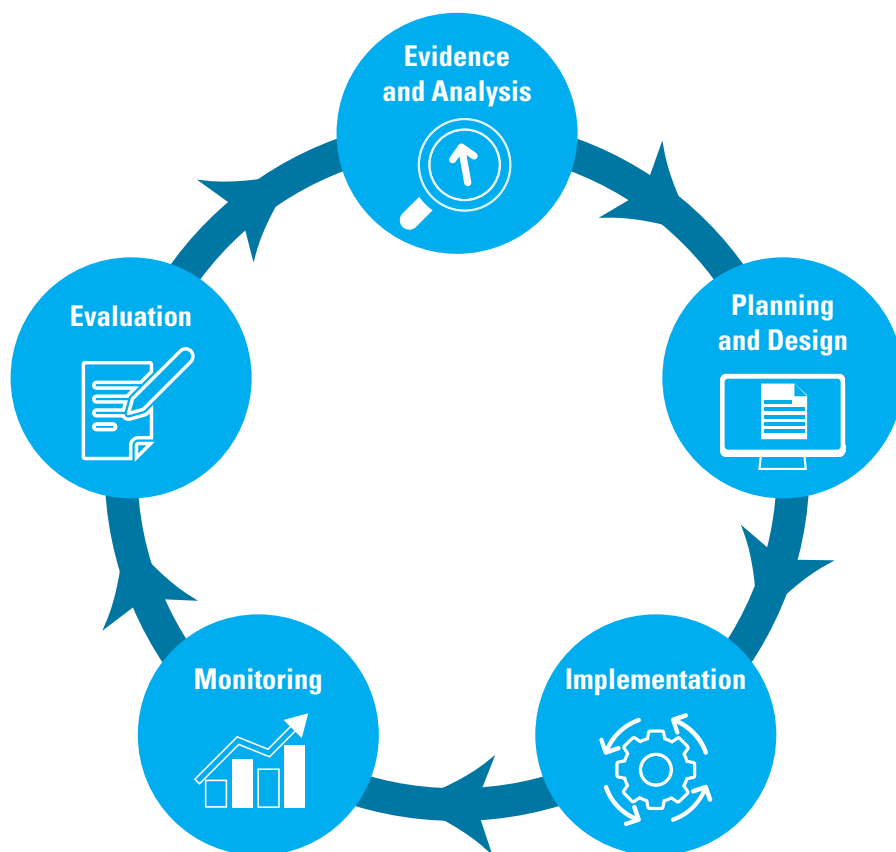 Evidence
and Analysis
Planning
and Design
Implementation
Monitoring
Evaluation